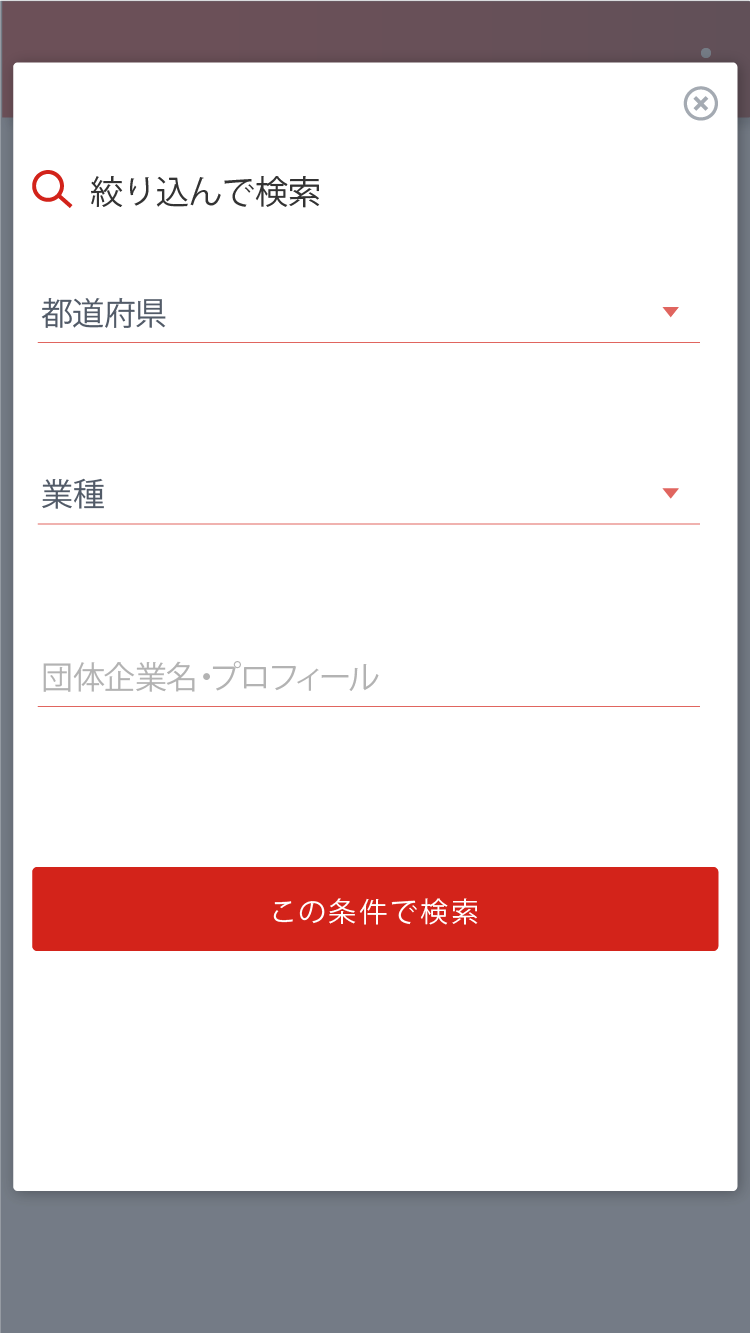 絞り込んで検索
都道府県
業種
団体企業名・プロフィール
この条件で検索